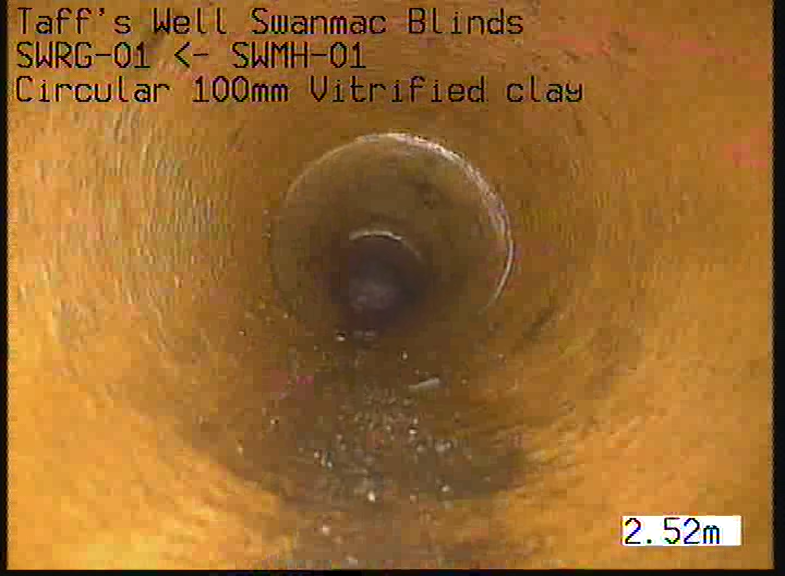 Taff's Well Swanmac Blinds
SWRG-01 <- SWMH-01
Circular 100mm Vitrified clay
2.52m